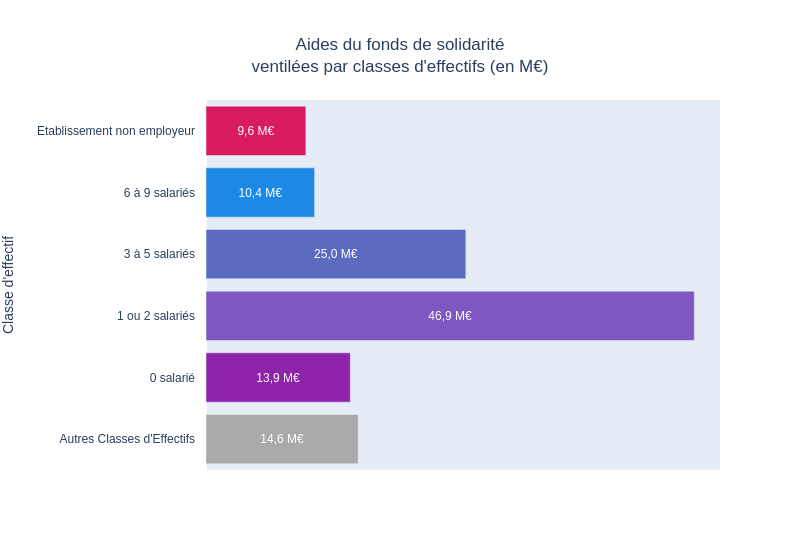 Aides du fonds de solidarité
ventilées par classes d'effectifs (en M€)
Classe d'effectif
Etablissement non employeur
9,6 M€
6 à 9 salariés
10,4 M€
3 à 5 salariés
25,0 M€
1 ou 2 salariés
46,9 M€
0 salarié
13,9 M€
Autres Classes d'Effectifs
14,6 M€